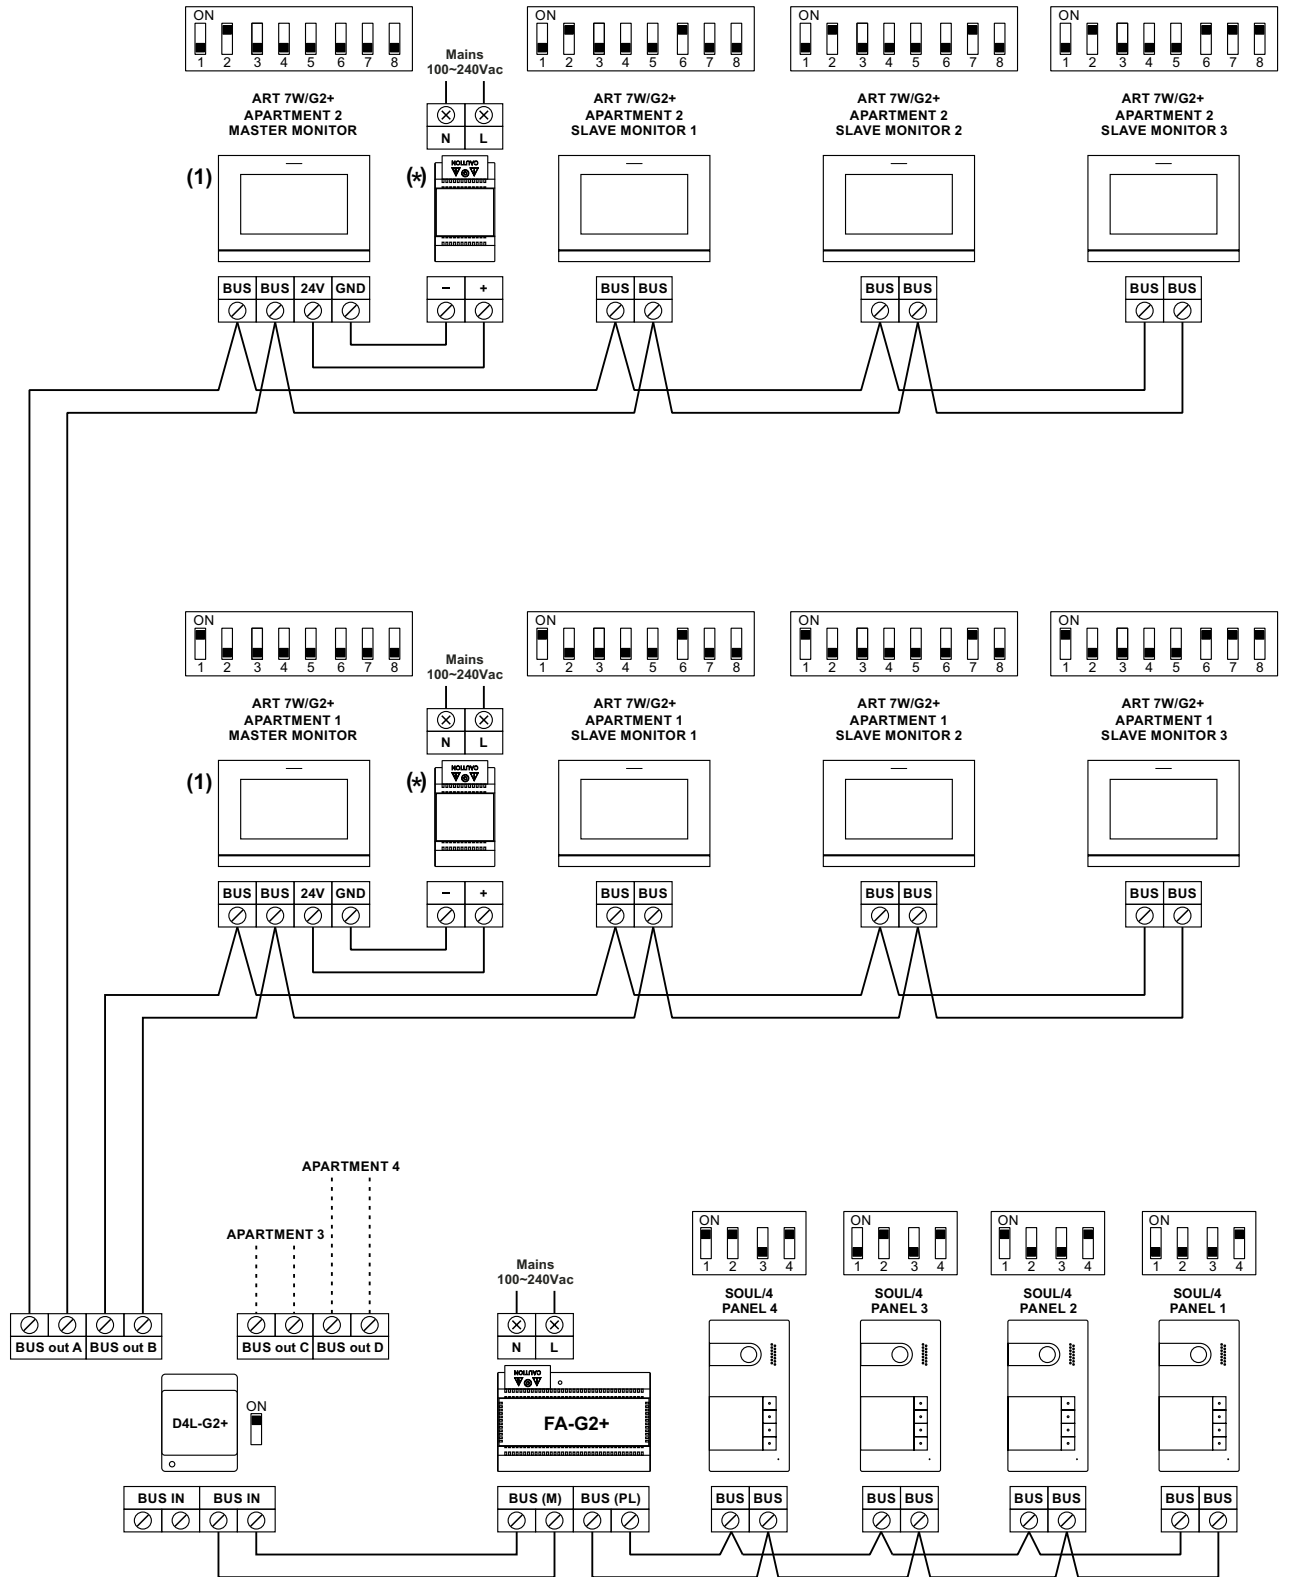 ON ON ON ON
1 2 3 4 5 6 7 8 1 2 3 4 5 6 7 8 1 2 3 4 5 6 7 8 1 2 3 4 5 6 7 8
Mains
100~240Vac
ART 7W/G2+
APARTMENT 2
MASTER MONITOR
N L
ART 7W/G2+
APARTMENT 2
SLAVE MONITOR 1
ART 7W/G2+
APARTMENT 2
SLAVE MONITOR 2
ART 7W/G2+
APARTMENT 2
SLAVE MONITOR 3
(1)
(*)
CAUTION
BUS BUS 24V GND – + BUS BUS BUS BUS BUS BUS
ON ON ON ON
1 2 3 4 5 6 7 8 1 2 3 4 5 6 7 8 1 2 3 4 5 6 7 8 1 2 3 4 5 6 7 8
Mains
100~240Vac
ART 7W/G2+
APARTMENT 1
MASTER MONITOR
N L
ART 7W/G2+
APARTMENT 1
SLAVE MONITOR 1
ART 7W/G2+
APARTMENT 1
SLAVE MONITOR 2
ART 7W/G2+
APARTMENT 1
SLAVE MONITOR 3
(1)
(*)
CAUTION
BUS BUS 24V GND – + BUS BUS BUS BUS BUS BUS
APARTMENT 4
APARTMENT 3
ON ON ON ON
1 2 3 4 1 2 3 4 1 2 3 4 1 2 3 4
Mains
100~240Vac
SOUL/4
PANEL 4
SOUL/4
PANEL 3
SOUL/4
PANEL 2
SOUL/4
PANEL 1
BUS out A BUS out B BUS out C BUS out D
N L
CAUTION
D4L-G2+
ON
FA-G2+
BUS IN BUS IN BUS (M) BUS (PL) BUS BUS BUS BUS BUS BUS BUS BUS